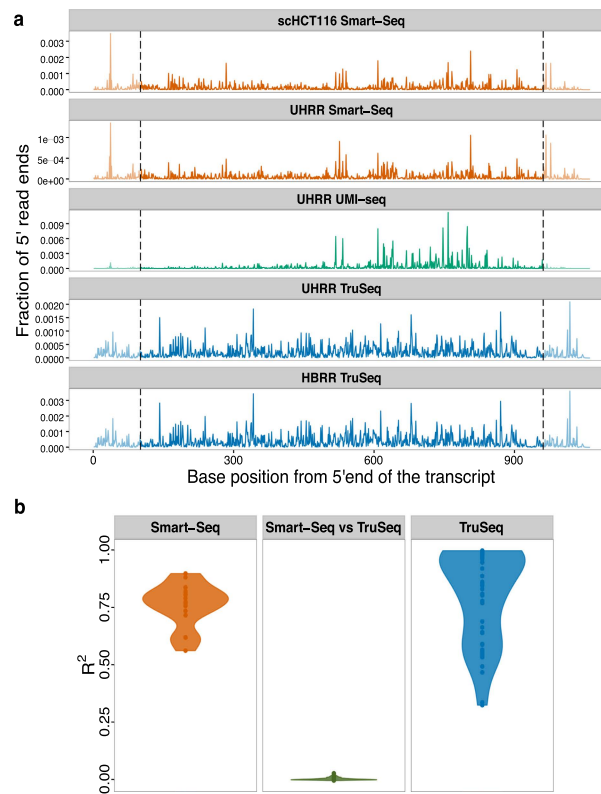 a
scHCT116 Smart−Seq
0.003
0.002
0.001
0.000
UHRR Smart−Seq
1e−03
5e−04
0e+00
UHRR UMI−seq
0.009
0.006
0.003
0.000
UHRR TruSeq
0.0020
0.0015
0.0010
0.0005
0.0000
HBRR TruSeq
0.003
0.002
0.001
0.000
Fraction of 5' read ends
0 300 600 900
Base position from 5'end of the transcript
b
Smart−Seq Smart−Seq vs TruSeq TruSeq
1.00
0.75
0.50
0.25
0.00
R²